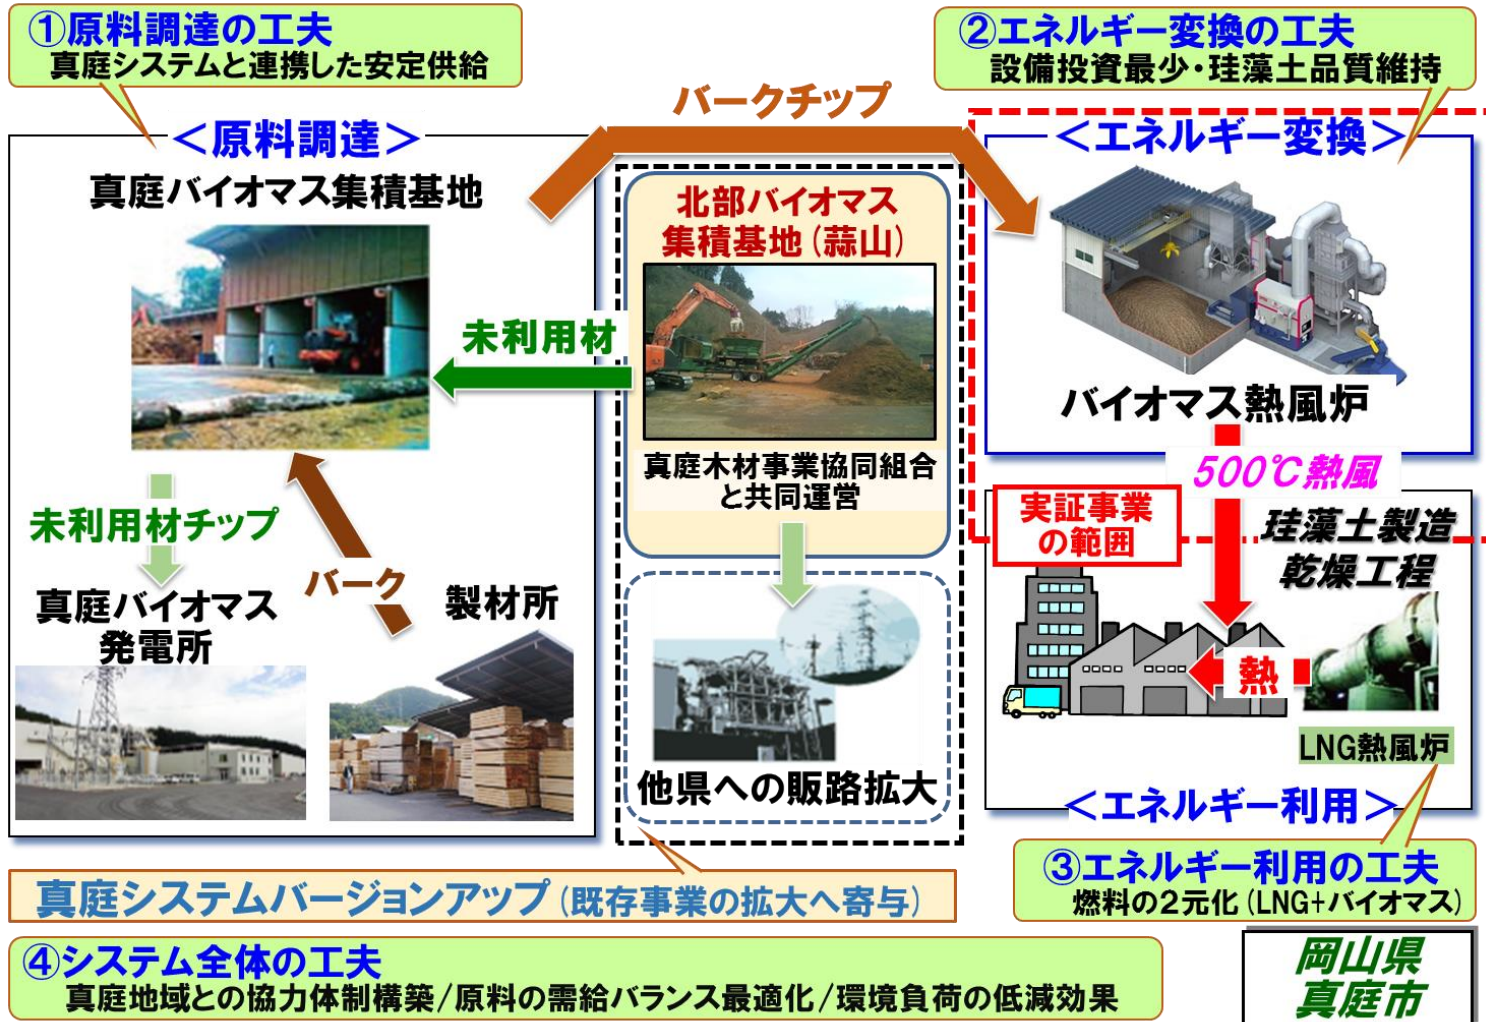 ①原料調達の工夫
真庭システムと連携した安定供給
②エネルギー変換の工夫
設備投資最少・珪藻土品質維持
バークチップ
＜原料調達＞
真庭バイオマス集積基地
未利用材
未利用材チップ
バーク
真庭バイオマス
発電所
製材所
北部バイオマス
集積基地(蒜山)
真庭木材事業協同組合
と共同運営
他県への販路拡大
＜エネルギー変換＞
バイオマス熱風炉
500℃熱風
実証事業
の範囲
珪藻土製造
乾燥工程
熱
LNG熱風炉
＜エネルギー利用＞
③エネルギー利用の工夫
燃料の2元化(LNG+バイオマス)
真庭システムバージョンアップ(既存事業の拡大へ寄与)
④システム全体の工夫
真庭地域との協力体制構築/原料の需給バランス最適化/環境負荷の低減効果
岡山県
真庭市